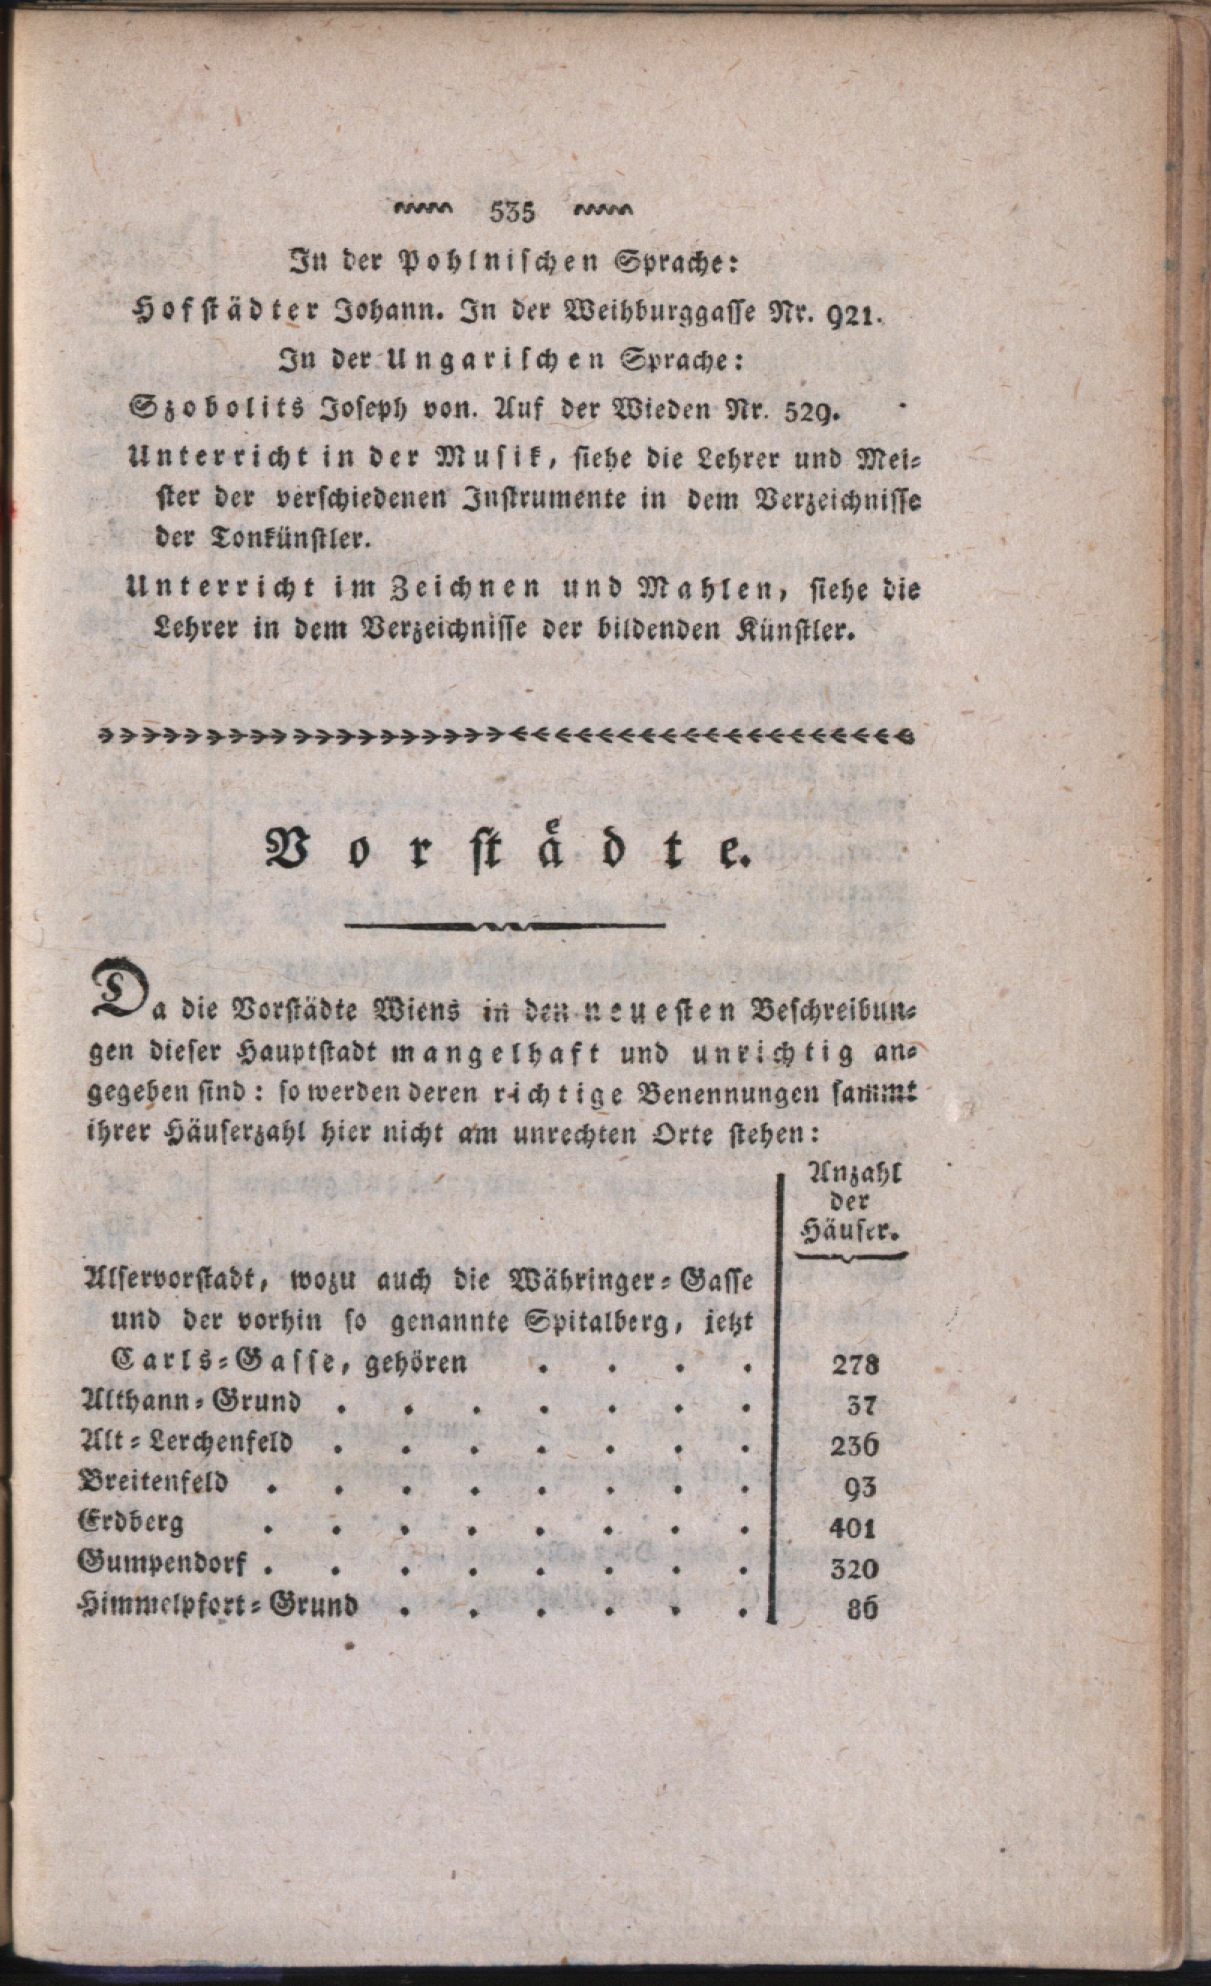 535
In der Pohlnischen Sprache:
Hofstädter Johann. In der Weihburggasse Nr. 921.
In der Ungarischen Sprache:
Szobolits Joseph von. Auf der Wieden Nr. 529.
Unterricht in der Musik, siehe die Lehrer und Mei-
ster der verschiedenen Instrumente in dem Verzeichnisse
der Tonkünstler.
Unterricht im Zeichnen und Mahlen, siehe die
Lehrer in dem Verzeichnisse der bildenden Künstler.
Vorstädte.
Da die Vorstädte Wiens in den neuesten Beschreibun-
gen dieser Hauptstadt mangelhaft und unrichtig an-
gegeben sind: so werden deren richtige Benennungen sammt
ihrer Häuserzahl hier nicht am unrechten Orte stehen:
Anzahl
der
Häuser.
Alservorstadt, wozu auch die Währinger-Gasse
und der vorhin so genannte Spitalberg, jetzt
Carls-Gasse, gehören . . . . 278
Althann-Grund . . . . . . . 37
Alt-Lerchenfeld . . . . . . . 236
Breitenfeld . . . . . . . . 93
Erdberg . . . . . . . . 401
Gumpendorf . . . . . . . . 320
Himmelpfort-Grund . . . . . . 86